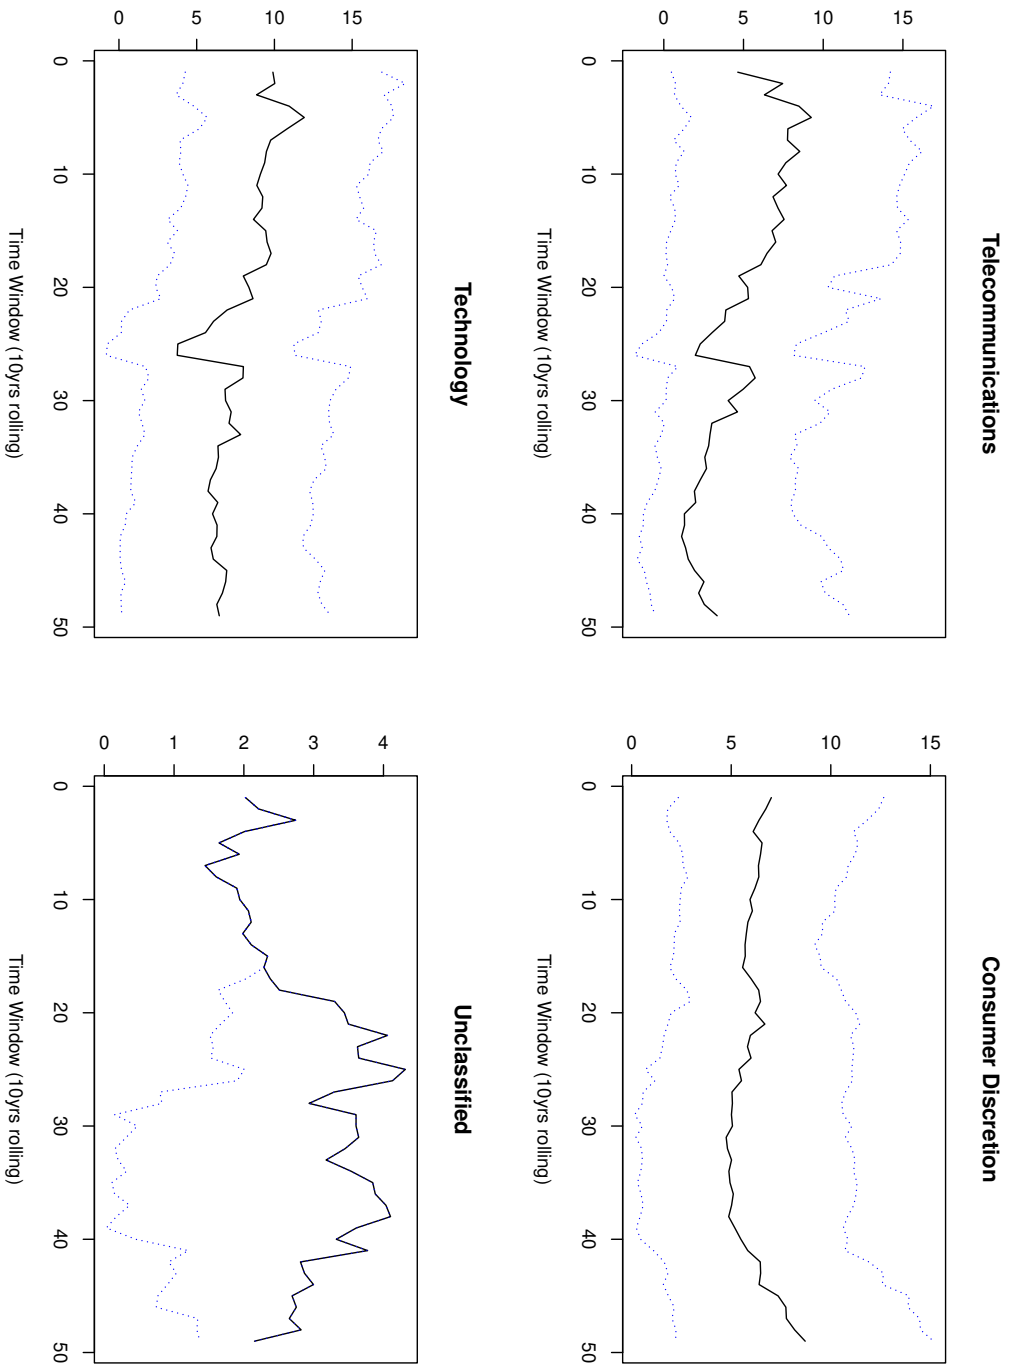 Telecommunications
0 5 10 15
0 10 20 30 40 50
Time Window (10yrs rolling)
Consumer Discretion
0 5 10 15
0 10 20 30 40 50
Time Window (10yrs rolling)
Technology
0 5 10 15
0 10 20 30 40 50
Time Window (10yrs rolling)
Unclassified
0 1 2 3 4
0 10 20 30 40 50
Time Window (10yrs rolling)